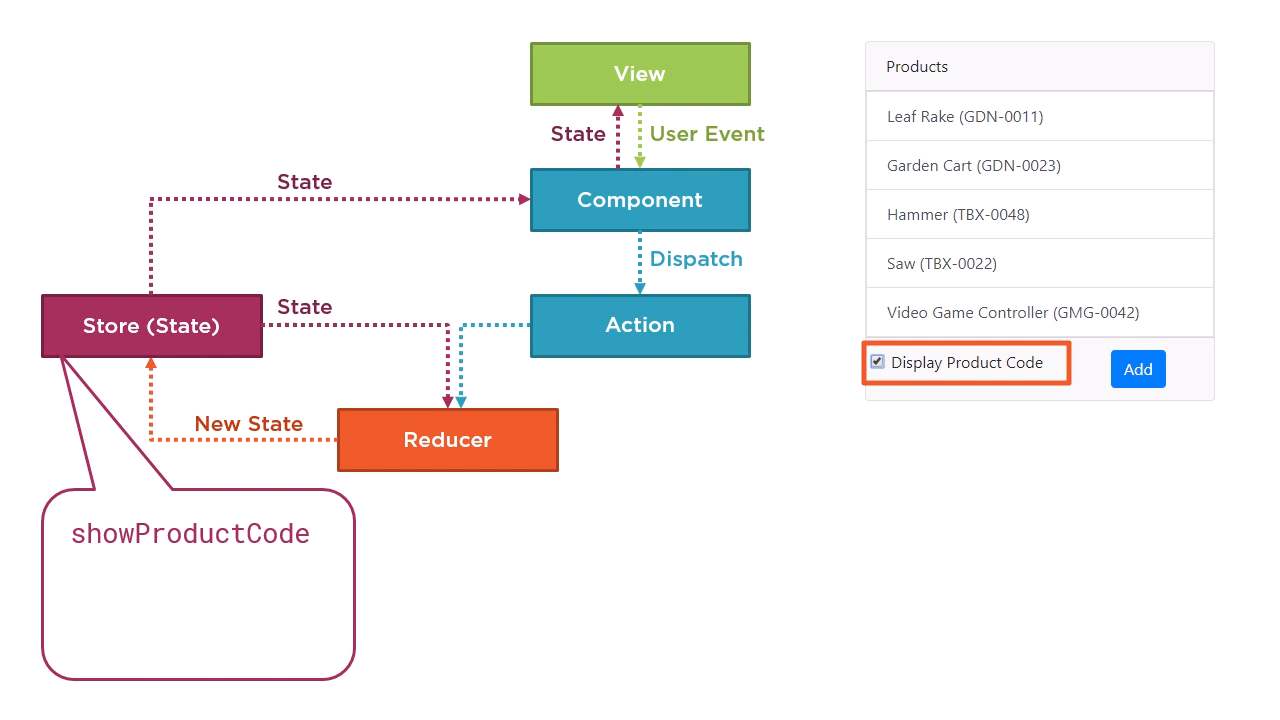 View
State
User Event
State
Component
Dispatch
Store (State)
State
Action
New State
Reducer
showProductCode
Products
Leaf Rake (GDN-0011)
Garden Cart (GDN-0023)
Hammer (TBX-0048)
Saw (TBX-0022)
Video Game Controller (GMG-0042)
Display Product Code
Add